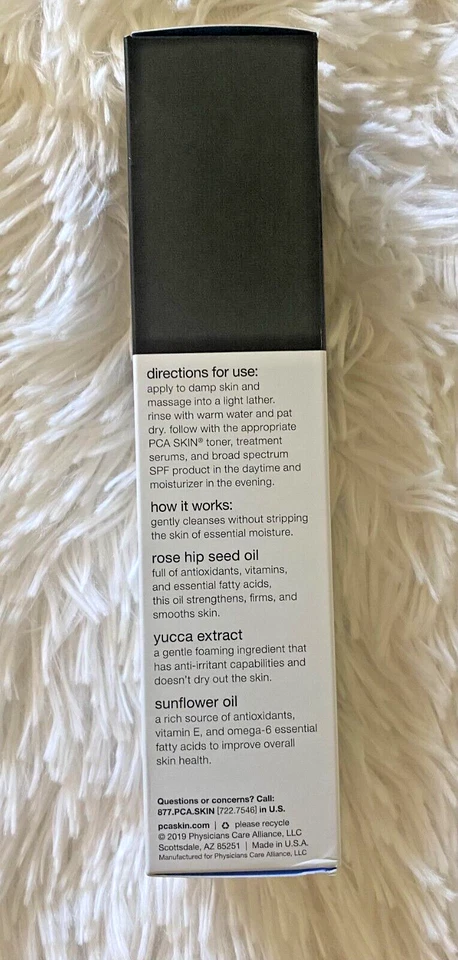 directions for use:
apply to damp skin and
massage into a light lather.
rinse with warm water and pat
dry. follow with the appropriate
PCA SKIN® toner, treatment
serums, and broad spectrum
SPF product in the daytime and
moisturizer in the evening.
how it works:
gently cleanses without stripping
the skin of essential moisture.
rose hip seed oil
full of antioxidants, vitamins,
and essential fatty acids,
this oil strengthens, firms, and
smooths skin.
yucca extract
a gentle foaming ingredient that
has anti-irritant capabilities and
doesn't dry out the skin.
sunflower oil
a rich source of antioxidants,
vitamin E, and omega-6 essential
fatty acids to improve overall
skin health.
Questions or concerns? Call:
877.PCA.SKIN [722.7546] in U.S.
pcaskin.com | ♻ please recycle
© 2019 Physicians Care Alliance, LLC
Scottsdale, AZ 85251 | Made in U.S.A.
Manufactured for Physicians Care Alliance, LLC